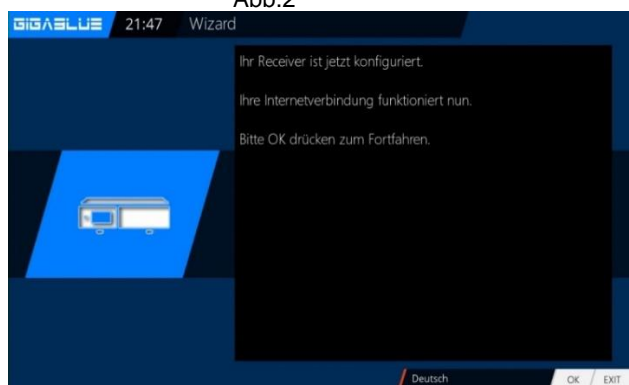 Abb.2
GIGABLUE 21:47 Wizard
Ihr Receiver ist jetzt konfiguriert.
Ihre Internetverbindung funktioniert nun.
Bitte OK drücken zum Fortfahren.
Deutsch OK EXIT